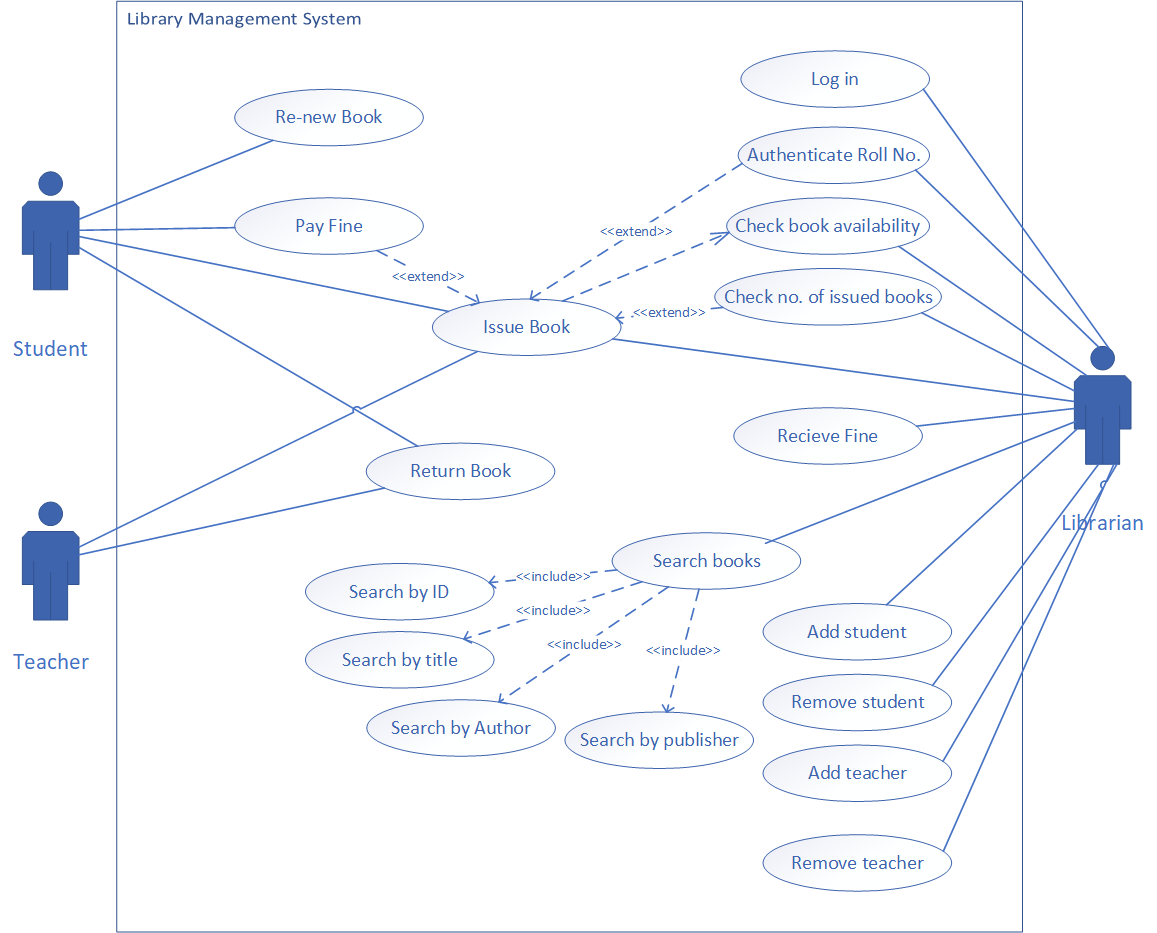 Library Management System
Log in
Re-new Book
Authenticate Roll No.
Pay Fine
Check book availability
<<extend>>
<<extend>>
Check no. of issued books
<<extend>>
Issue Book
Student
Recieve Fine
Return Book
Librarian
Search books
<<include>>
Search by ID
<<include>>
Add student
<<include>>
<<include>>
Search by title
Teacher
Remove student
Search by Author
Search by publisher
Add teacher
Remove teacher